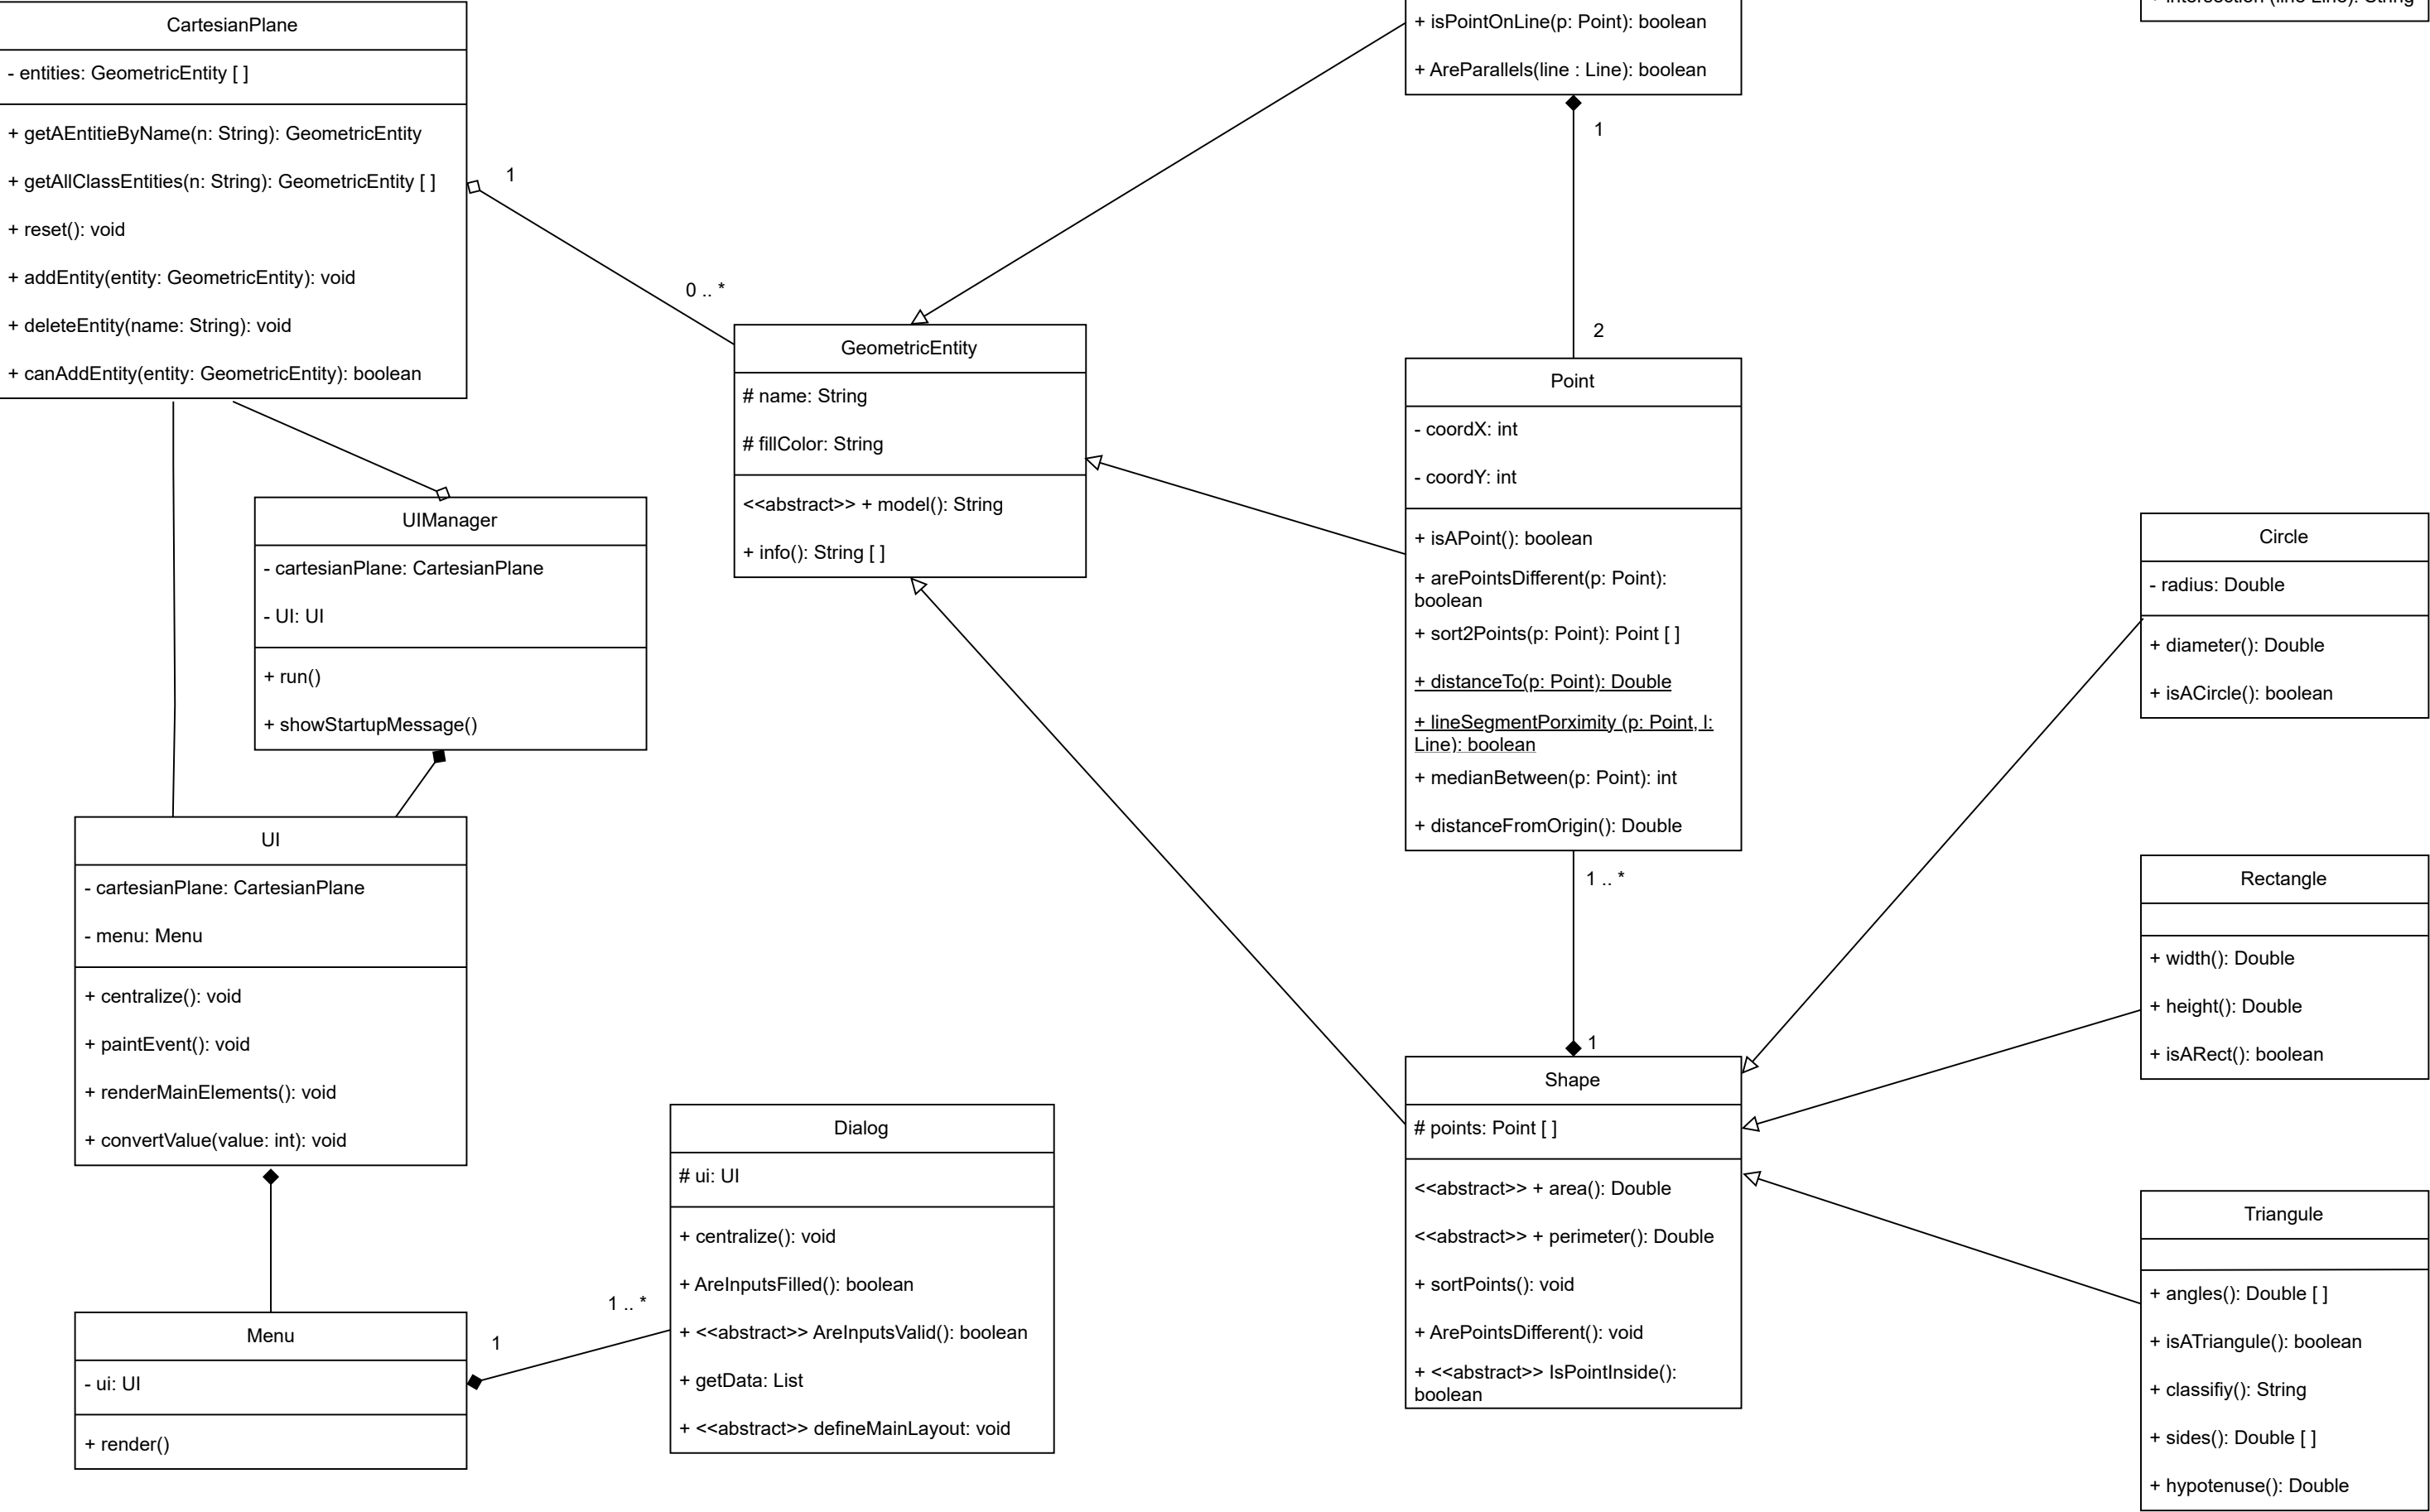 CartesianPlane
- entities: GeometricEntity [ ]
+ getAEntitieByName(n: String): GeometricEntity
+ getAllClassEntities(n: String): GeometricEntity [ ]
+ reset(): void
+ addEntity(entity: GeometricEntity): void
+ deleteEntity(name: String): void
+ canAddEntity(entity: GeometricEntity): boolean
1
0 .. *
+ isPointOnLine(p: Point): boolean
+ AreParallels(line : Line): boolean
1
2
+ intersection (line Line): String
GeometricEntity
# name: String
# fillColor: String
<<abstract>> + model(): String
+ info(): String [ ]
Point
- coordX: int
- coordY: int
+ isAPoint(): boolean
+ arePointsDifferent(p: Point):
boolean
+ sort2Points(p: Point): Point [ ]
+ distanceTo(p: Point): Double
+ lineSegmentPorximity (p: Point, l:
Line): boolean
+ medianBetween(p: Point): int
+ distanceFromOrigin(): Double
1 .. *
1
UIManager
- cartesianPlane: CartesianPlane
- UI: UI
+ run()
+ showStartupMessage()
UI
- cartesianPlane: CartesianPlane
- menu: Menu
+ centralize(): void
+ paintEvent(): void
+ renderMainElements(): void
+ convertValue(value: int): void
Menu
- ui: UI
+ render()
1
1 .. *
Dialog
# ui: UI
+ centralize(): void
+ AreInputsFilled(): boolean
+ <<abstract>> AreInputsValid(): boolean
+ getData: List
+ <<abstract>> defineMainLayout: void
Shape
# points: Point [ ]
<<abstract>> + area(): Double
<<abstract>> + perimeter(): Double
+ sortPoints(): void
+ ArePointsDifferent(): void
+ <<abstract>> IsPointInside():
boolean
Circle
- radius: Double
+ diameter(): Double
+ isACircle(): boolean
Rectangle
+ width(): Double
+ height(): Double
+ isARect(): boolean
Triangule
+ angles(): Double [ ]
+ isATriangule(): boolean
+ classifiy(): String
+ sides(): Double [ ]
+ hypotenuse(): Double